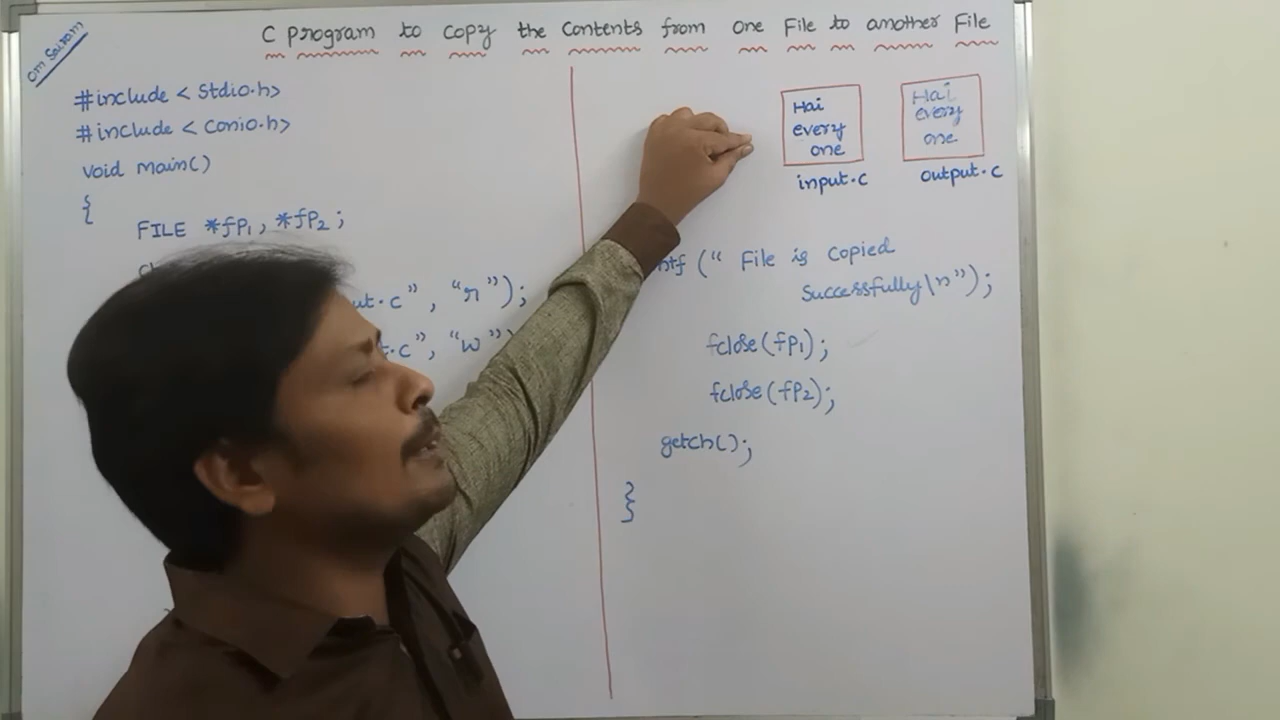 Om Sairam
C program to copy the Contents from one File to another File
#include < Stdio.h>
#include < Conio.h>
void main()
{
FILE *fP1, *fP2;
ut.c", "r");
t.c", "w")
Hai
every
one
input.c
Hai
every
one
output.c
ntf (" File is Copied
Successfully\n");
fclose(fP1);
fclose(fP2);
getch();
}